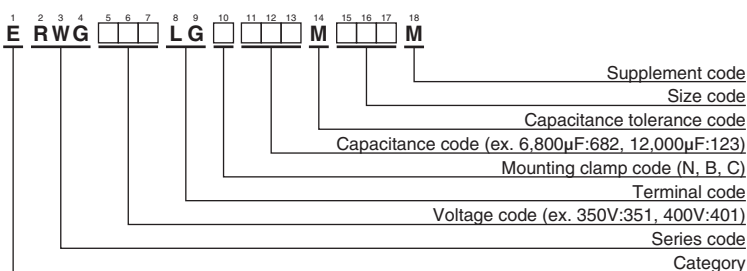 1 2 3 4 5 6 7 8 9 10 11 12 13 14 15 16 17 18
E RWG □□□ LG □ □□□ M □□□ M
Supplement code
Size code
Capacitance tolerance code
Capacitance code (ex. 6,800µF:682, 12,000µF:123)
Mounting clamp code (N, B, C)
Terminal code
Voltage code (ex. 350V:351, 400V:401)
Series code
Category